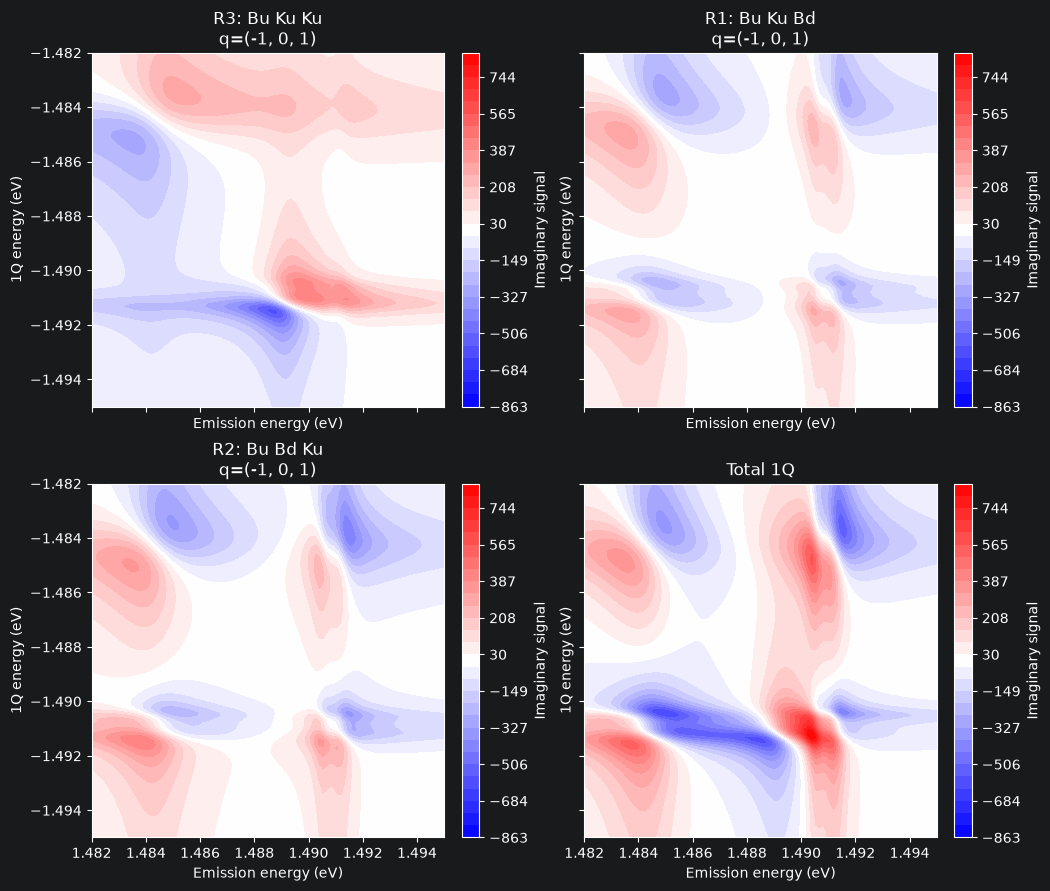 R3: Bu Ku Ku
q=(-1, 0, 1)
−1.482
−1.484
−1.486
−1.488
−1.490
−1.492
−1.494
1Q energy (eV)
Emission energy (eV)
744
565
387
208
30
−149
−327
−506
−684
−863
Imaginary signal
R1: Bu Ku Bd
q=(-1, 0, 1)
1Q energy (eV)
Emission energy (eV)
744
565
387
208
30
−149
−327
−506
−684
−863
Imaginary signal
R2: Bu Bd Ku
q=(-1, 0, 1)
−1.482
−1.484
−1.486
−1.488
−1.490
−1.492
−1.494
1Q energy (eV)
1.482 1.484 1.486 1.488 1.490 1.492 1.494
Emission energy (eV)
744
565
387
208
30
−149
−327
−506
−684
−863
Imaginary signal
Total 1Q
1Q energy (eV)
1.482 1.484 1.486 1.488 1.490 1.492 1.494
Emission energy (eV)
744
565
387
208
30
−149
−327
−506
−684
−863
Imaginary signal